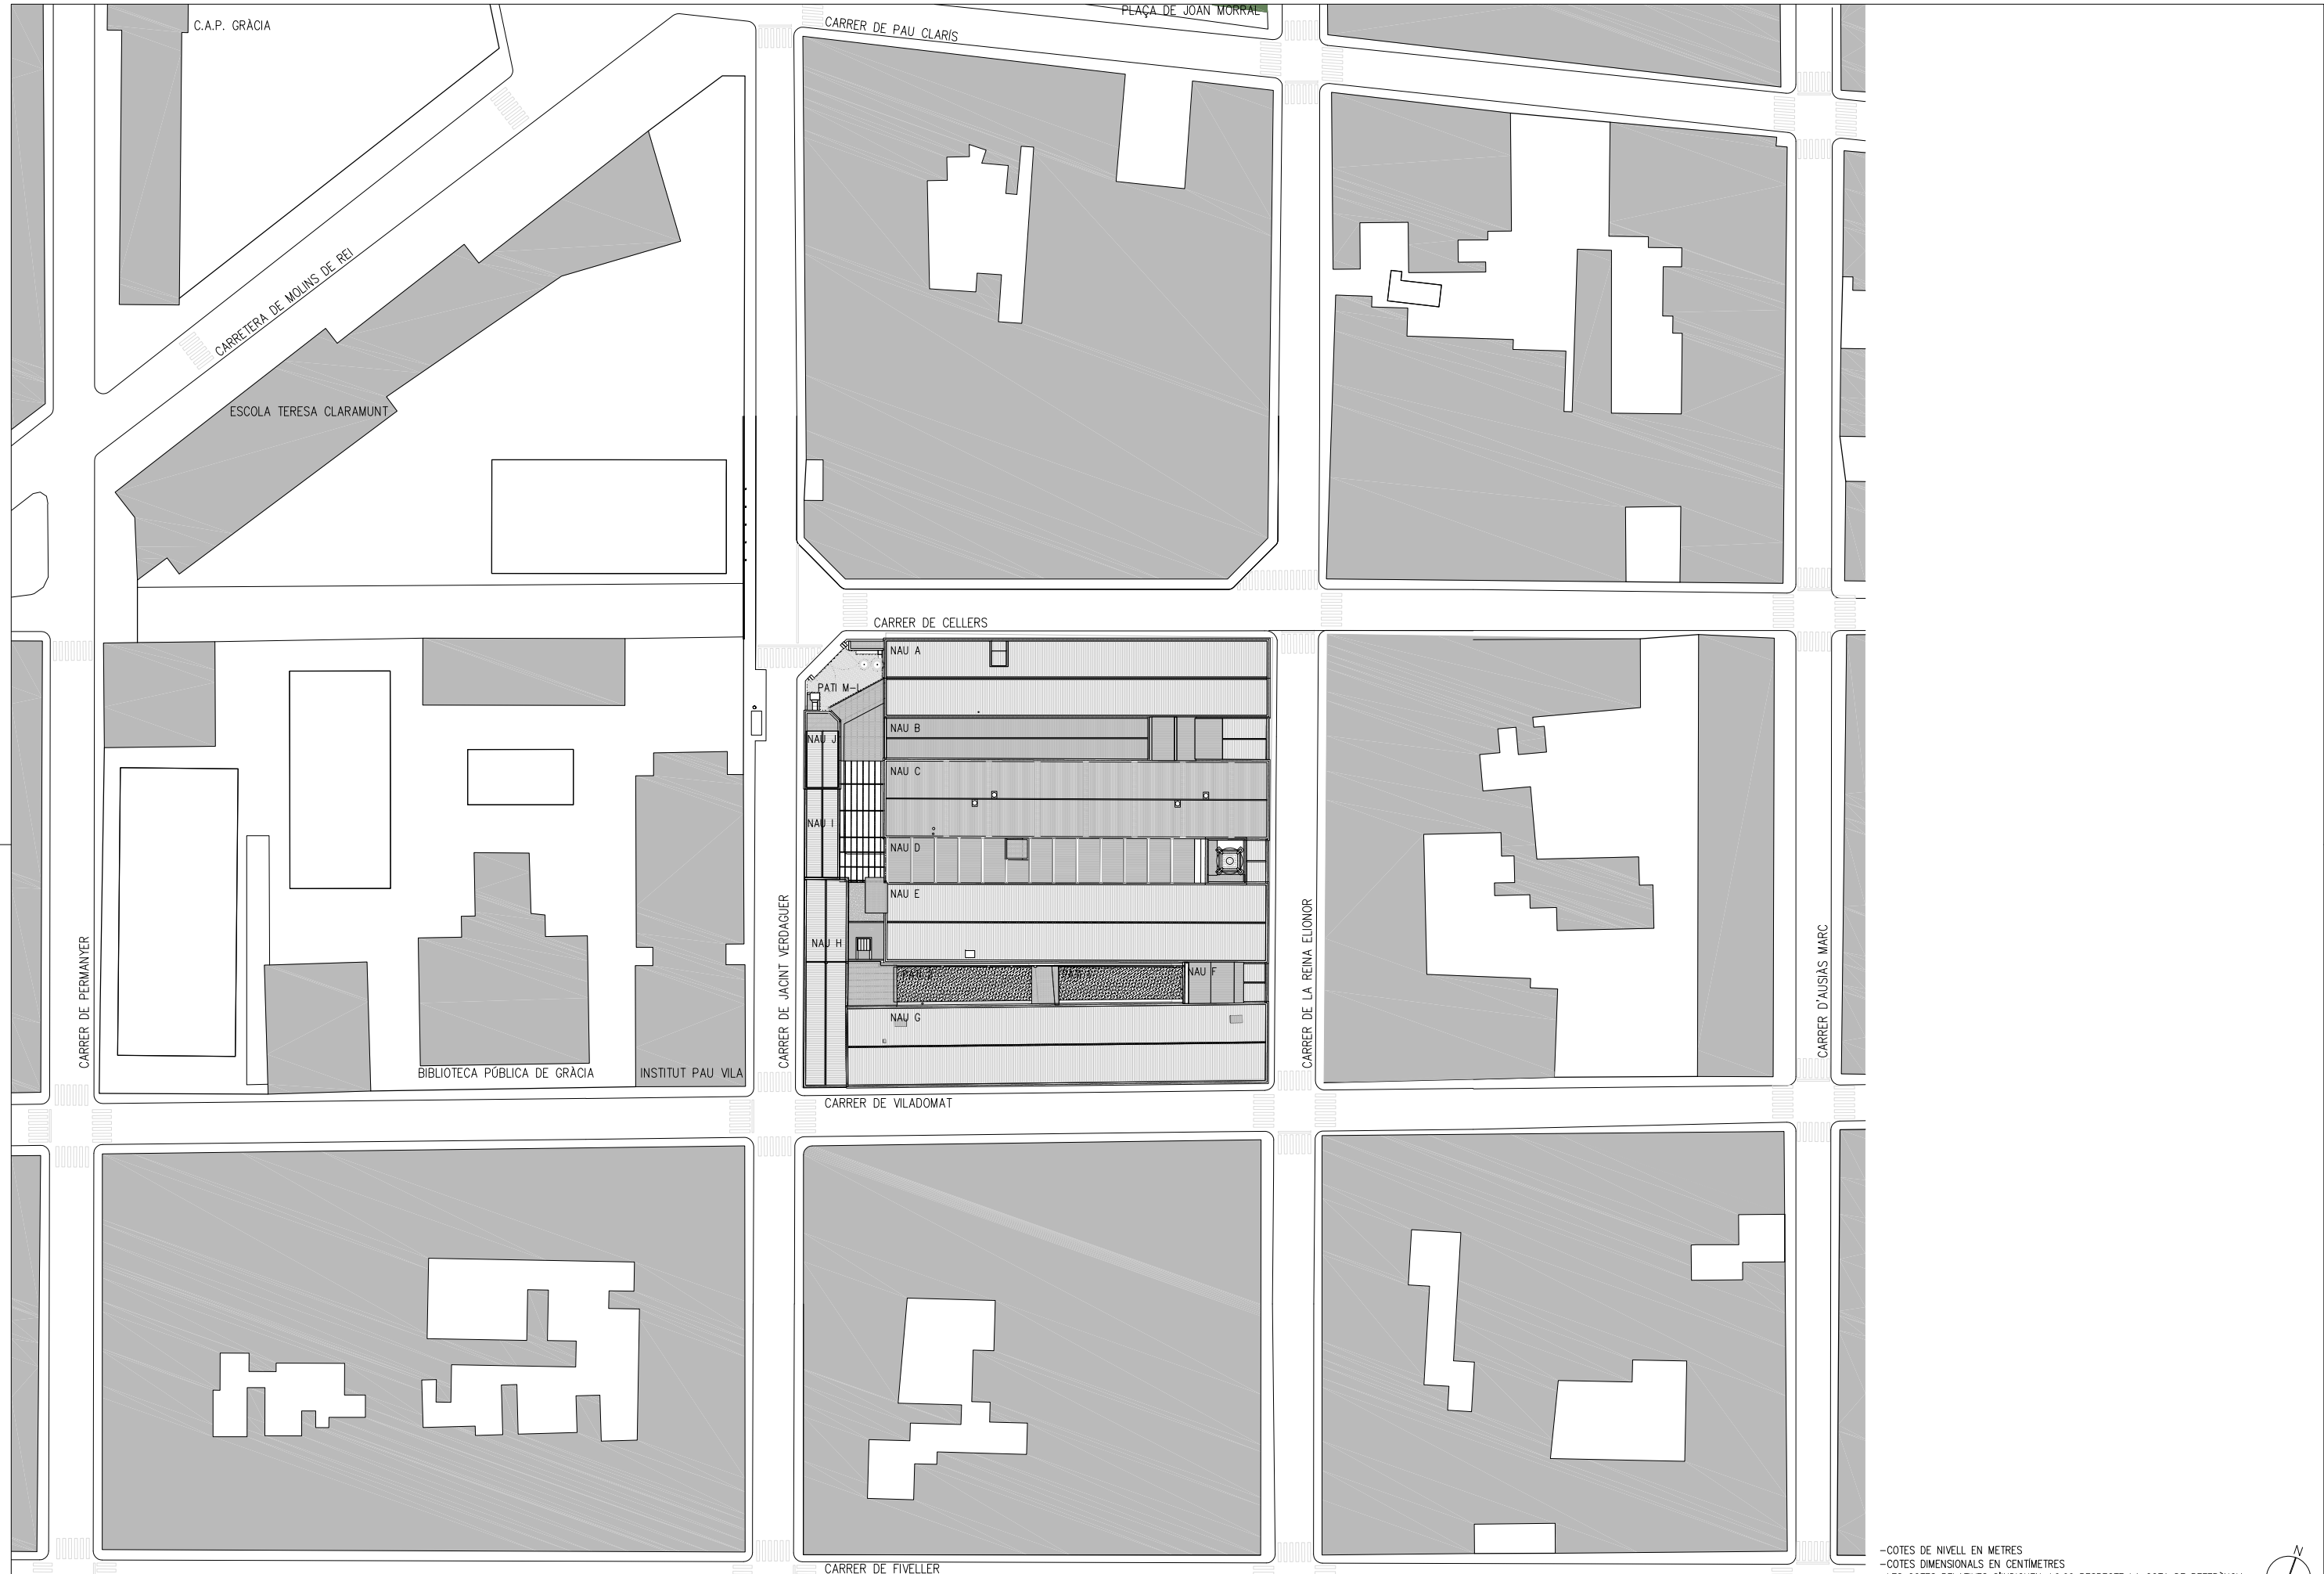 PLAÇA DE JOAN MORRAL
C.A.P. GRÀCIA
CARRER DE PAU CLARÍS
CARRETERA DE MOLINS DE REI
ESCOLA TERESA CLARAMUNT
CARRER DE CELLERS
NAU A
PATI M-L
NAU B
NAU J
NAU C
NAU I
NAU D
NAU E
NAU H
NAU F
NAU G
CARRER DE PERMANYER
CARRER DE JACINT VERDAGUER
CARRER DE LA REINA ELIONOR
CARRER D'AUSIÀS MARC
BIBLIOTECA PÚBLICA DE GRÀCIA
INSTITUT PAU VILA
CARRER DE VILADOMAT
CARRER DE FIVELLER
-COTES DE NIVELL EN METRES
-COTES DIMENSIONALS EN CENTÍMETRES
N